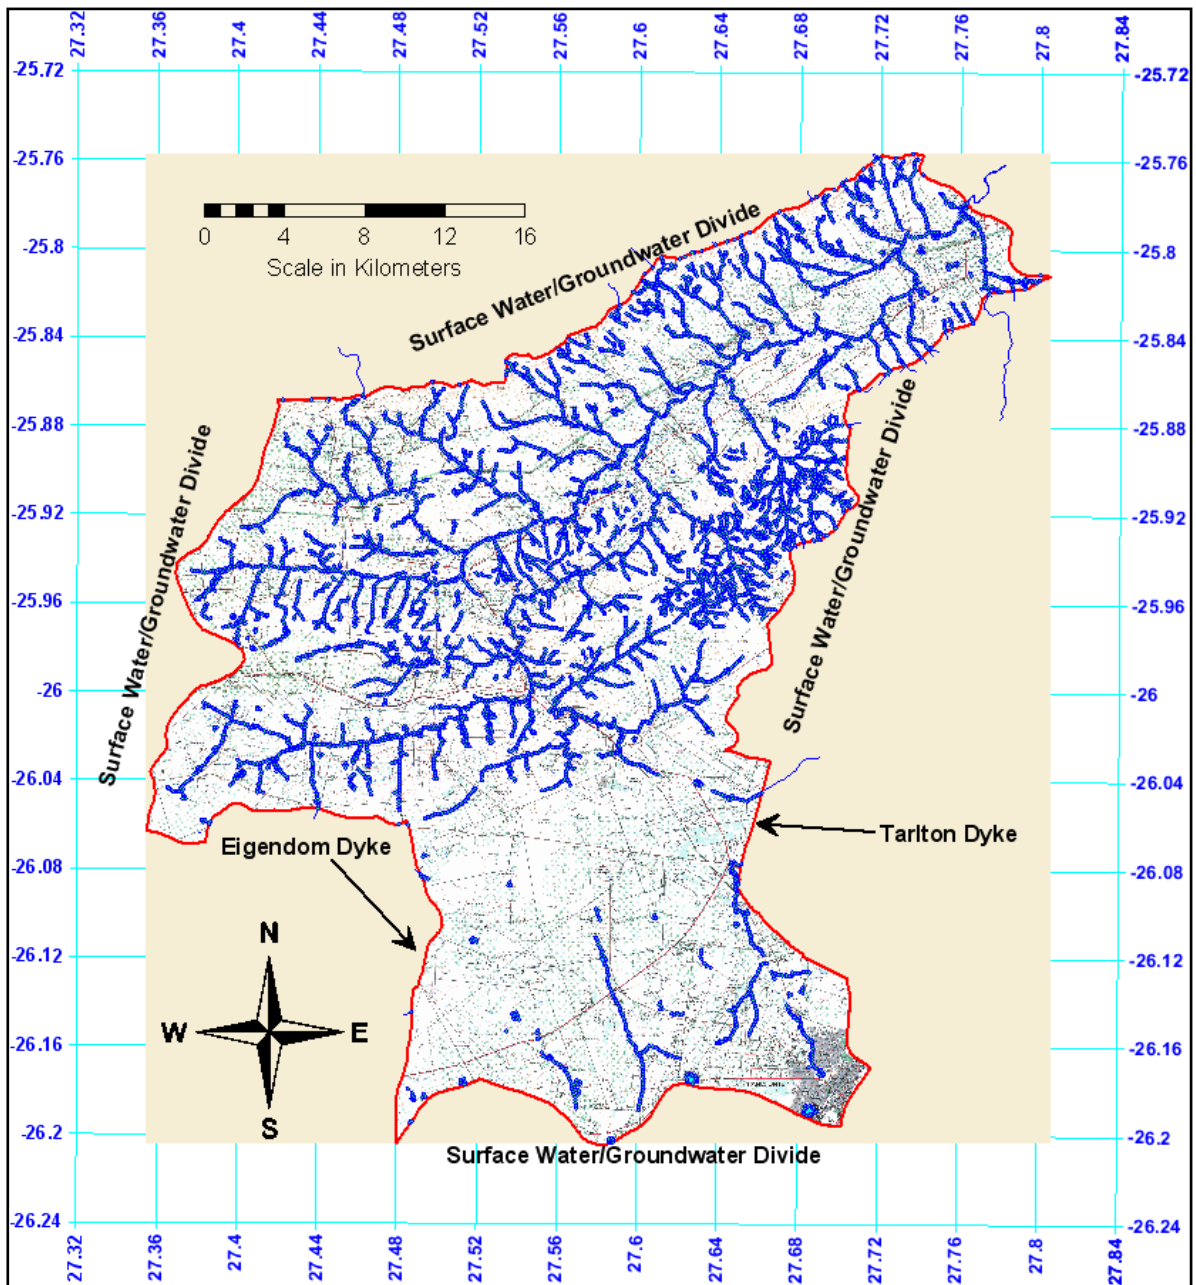 27.32 27.36 27.4 27.44 27.48 27.52 27.56 27.6 27.64 27.68 27.72 27.76 27.8 27.84
-25.72 -25.72
-25.76 -25.76
0 4 8 12 16
Scale in Kilometers
Surface Water/Groundwater Divide
-25.8 -25.8
-25.84 -25.84
-25.88 -25.88
Surface Water/Groundwater Divide
Surface Water/Groundwater Divide
-25.92 -25.92
-25.96 -25.96
-26 -26
-26.04 -26.04
Eigendom Dyke
Tarlton Dyke
-26.08 -26.08
-26.12 -26.12
N
W E
S
-26.16 -26.16
-26.2 -26.2
Surface Water/Groundwater Divide
-26.24 -26.24
27.32 27.36 27.4 27.44 27.48 27.52 27.56 27.6 27.64 27.68 27.72 27.76 27.8 27.84